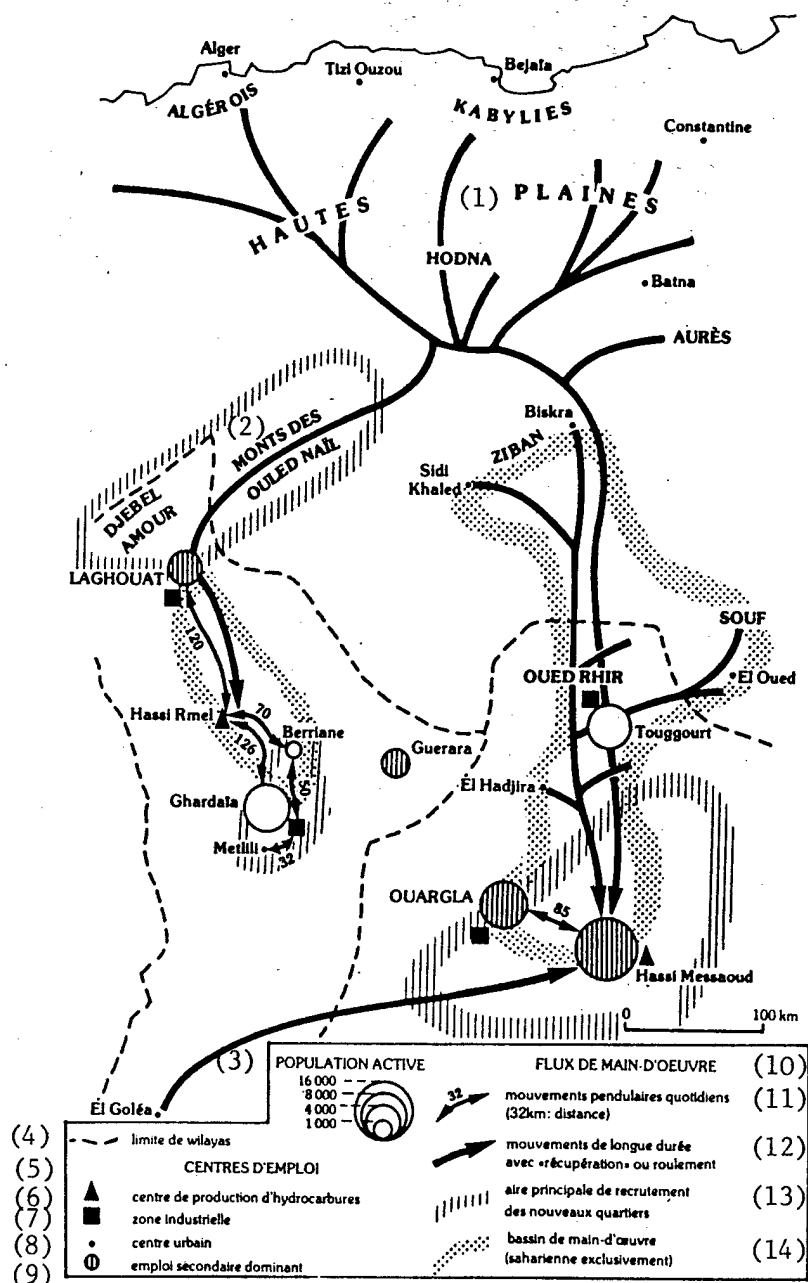 Alger
Tizi Ouzou
Bejaïa
ALGÉROIS
KABYLIES
Constantine
(1)
HAUTES
PLAINES
HODNA
Batna
AURÈS
Biskra
(2)
MONTS DES
OULED NAÏL
ZIBAN
Sidi
Khaled
DJEBEL
AMOUR
LAGHOUAT
120
SOUF
OUED RHIR
El Oued
Hassi Rmel
70
126
Berriane
Guerara
Touggourt
50
El Hadjira
Ghardaïa
Metlili
32
OUARGLA
85
Hassi Messaoud
0 100 km
(3)
El Goléa
POPULATION ACTIVE
16 000
8 000
4 000
1 000
FLUX DE MAIN-D'OEUVRE (10)
32
mouvements pendulaires quotidiens (11)
(32km: distance)
mouvements de longue durée (12)
avec «récupération» ou roulement
aire principale de recrutement (13)
des nouveaux quartiers
bassin de main-d'œuvre (14)
(saharienne exclusivement)
(4) limite de wilayas
(5) CENTRES D'EMPLOI
(6) centre de production d'hydrocarbures
(7) zone industrielle
(8) centre urbain
(9) emploi secondaire dominant